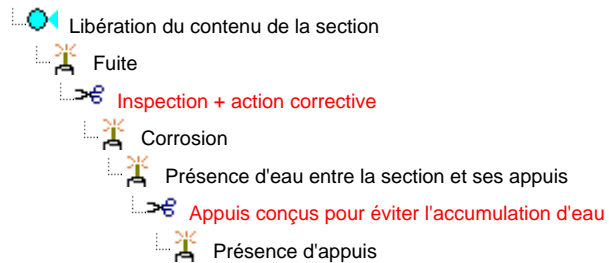 Libération du contenu de la section
Fuite
Inspection + action corrective
Corrosion
Présence d'eau entre la section et ses appuis
Appuis conçus pour éviter l'accumulation d'eau
Présence d'appuis